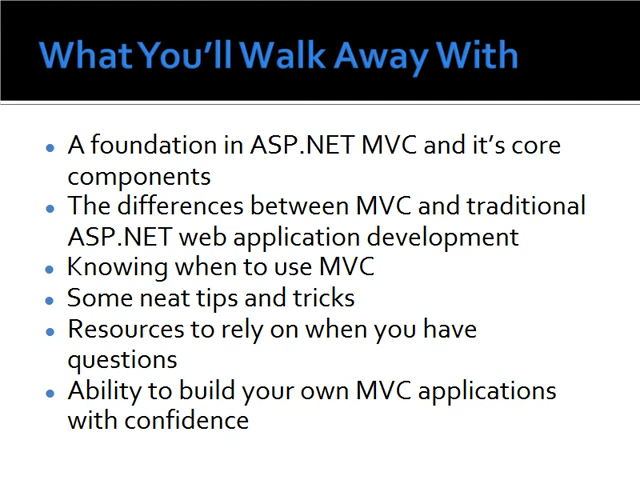 What You'll Walk Away With
• A foundation in ASP.NET MVC and it's core
components
• The differences between MVC and traditional
ASP.NET web application development
• Knowing when to use MVC
• Some neat tips and tricks
• Resources to rely on when you have
questions
• Ability to build your own MVC applications
with confidence